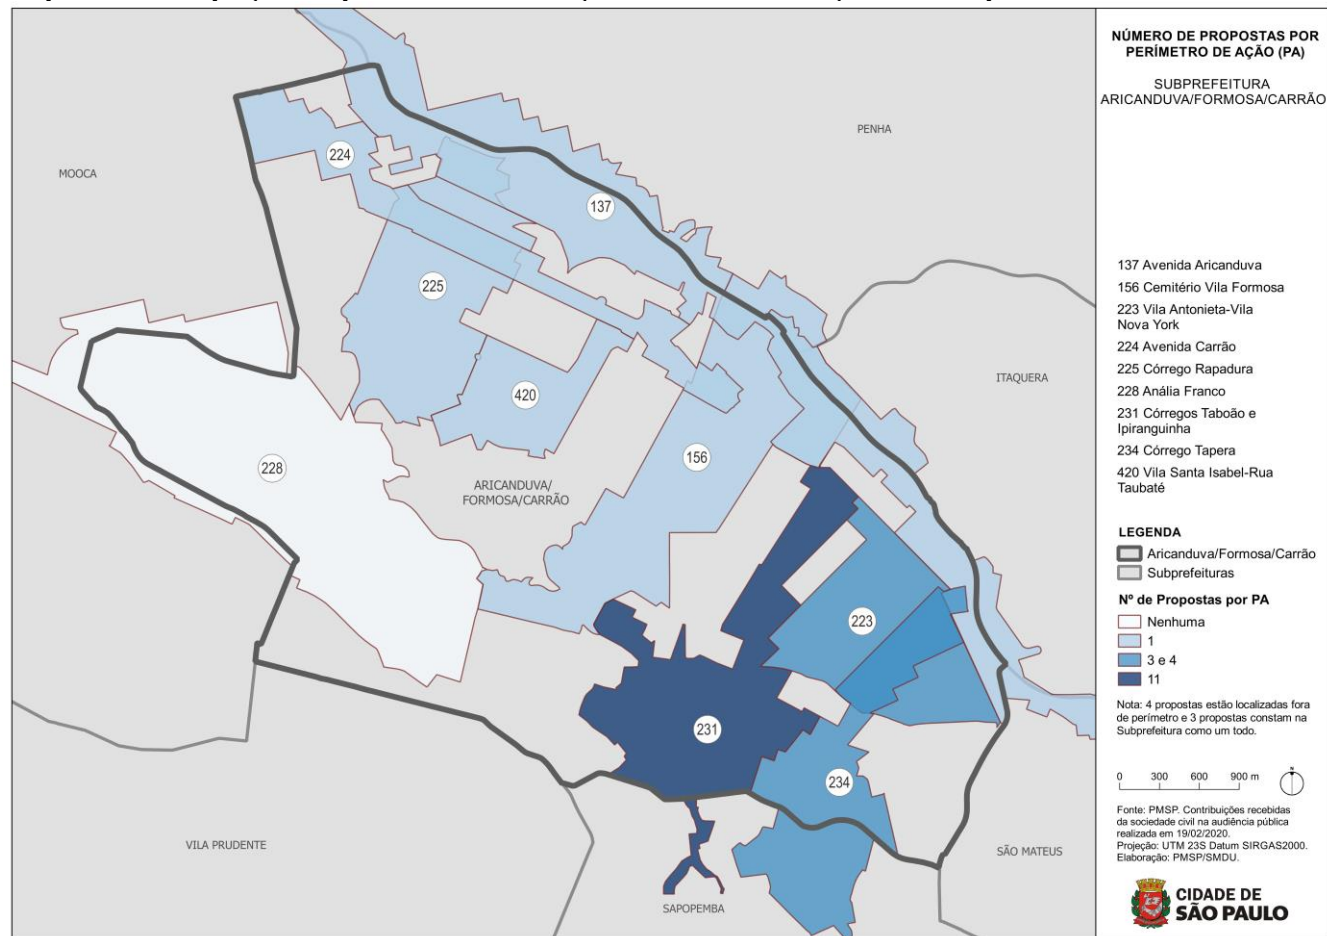 NÚMERO DE PROPOSTAS POR
PERÍMETRO DE AÇÃO (PA)
SUBPREFEITURA
ARICANDUVA/FORMOSA/CARRÃO
137 Avenida Aricanduva
156 Cemitério Vila Formosa
223 Vila Antonieta-Vila
Nova York
224 Avenida Carrão
225 Córrego Rapadura
228 Anália Franco
231 Córregos Taboão e
Ipiranguinha
234 Córrego Tapera
420 Vila Santa Isabel-Rua
Taubaté
LEGENDA
Aricanduva/Formosa/Carrão
Subprefeituras
Nº de Propostas por PA
Nenhuma
1
3 e 4
11
Nota: 4 propostas estão localizadas fora
de perímetro e 3 propostas constam na
Subprefeitura como um todo.
0 300 600 900 m
N
Fonte: PMSP. Contribuições recebidas
da sociedade civil na audiência pública
realizada em 19/02/2020.
Projeção: UTM 23S Datum SIRGAS2000.
Elaboração: PMSP/SMDU.
CIDADE DE
SÃO PAULO
PENHA
MOOCA
224
137
225
ITAQUERA
420
228
156
ARICANDUVA/
FORMOSA/CARRÃO
223
231
234
VILA PRUDENTE
SÃO MATEUS
SAPOPEMBA